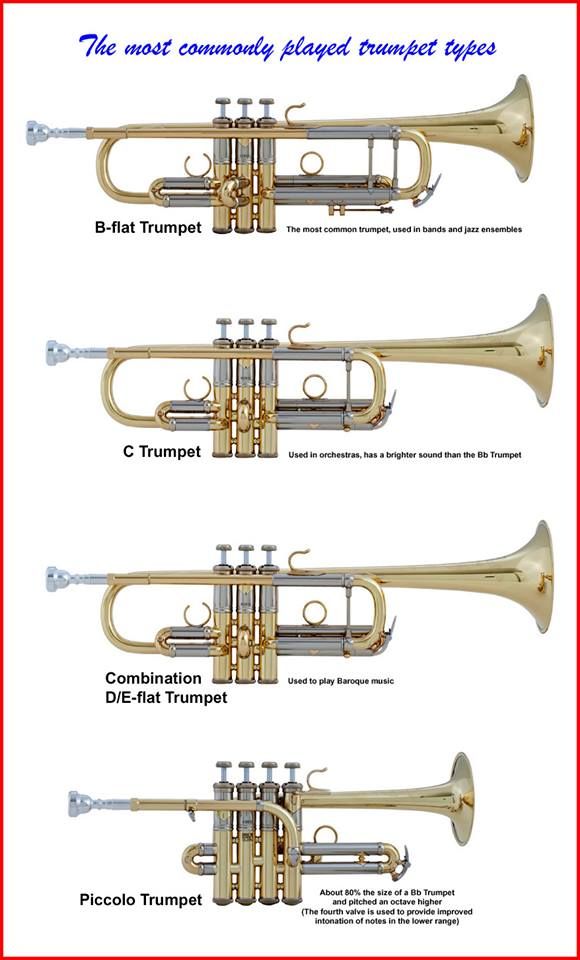 The most commonly played trumpet types
B-flat Trumpet
The most common trumpet, used in bands and jazz ensembles
C Trumpet
Used in orchestras, has a brighter sound than the Bb Trumpet
Combination
D/E-flat Trumpet
Used to play Baroque music
Piccolo Trumpet
About 80% the size of a Bb Trumpet
and pitched an octave higher
(The fourth valve is used to provide improved
intonation of notes in the lower range)